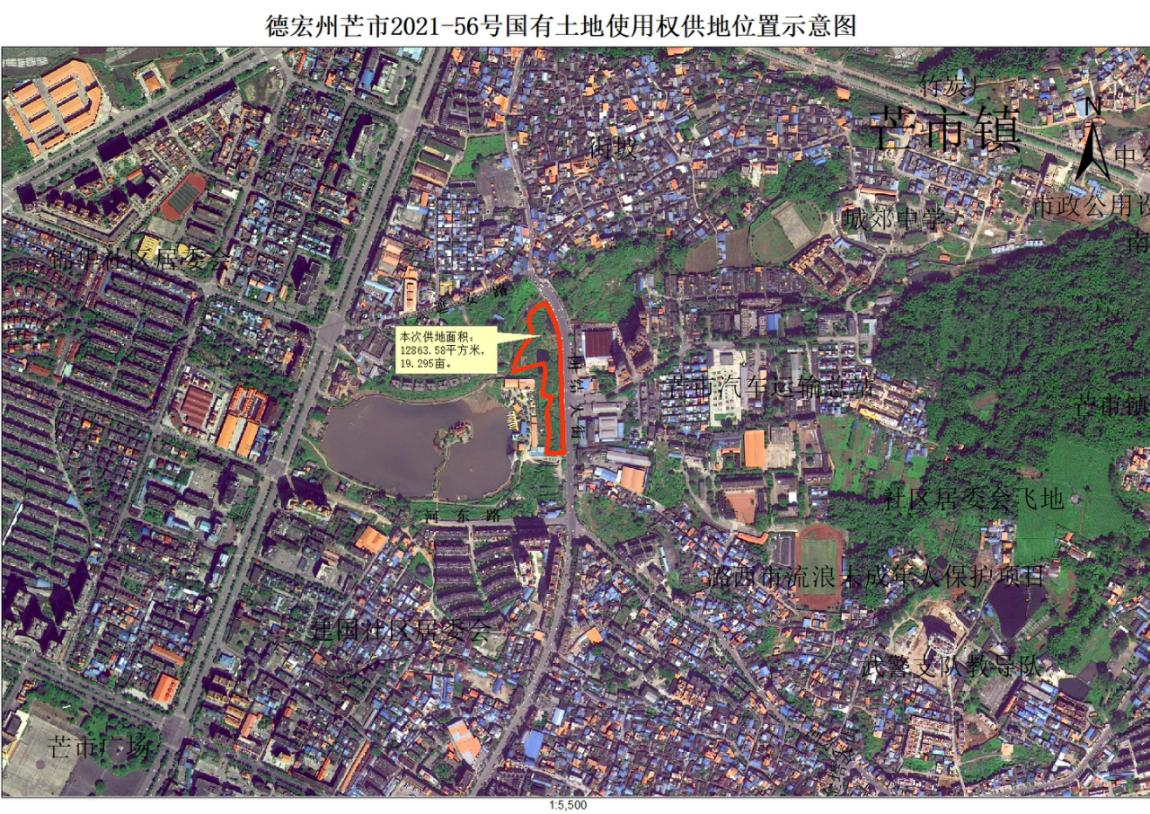 德宏州芒市2021-56号国有土地使用权供地位置示意图
竹炭厂
芒市镇
N
街坡
城郊中学
市政公用设
南
本次供地面积:
12863.58平方米,
19.295亩。
芒市汽车运输总站
芒市镇
社区居委会飞地
河东路
潞西市流浪未成年人保护项目
建国社区居委会
武警支队教导队
芒市广场
1:5,500